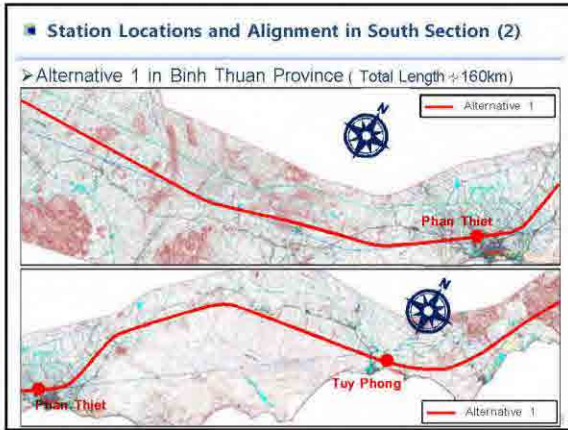 Station Locations and Alignment in South Section (2)
Alternative 1 in Binh Thuan Province ( Total Length ÷160km)
N
Alternative 1
Phan Thiet
N
Phan Thiet
Tuy Phong
Alternative 1